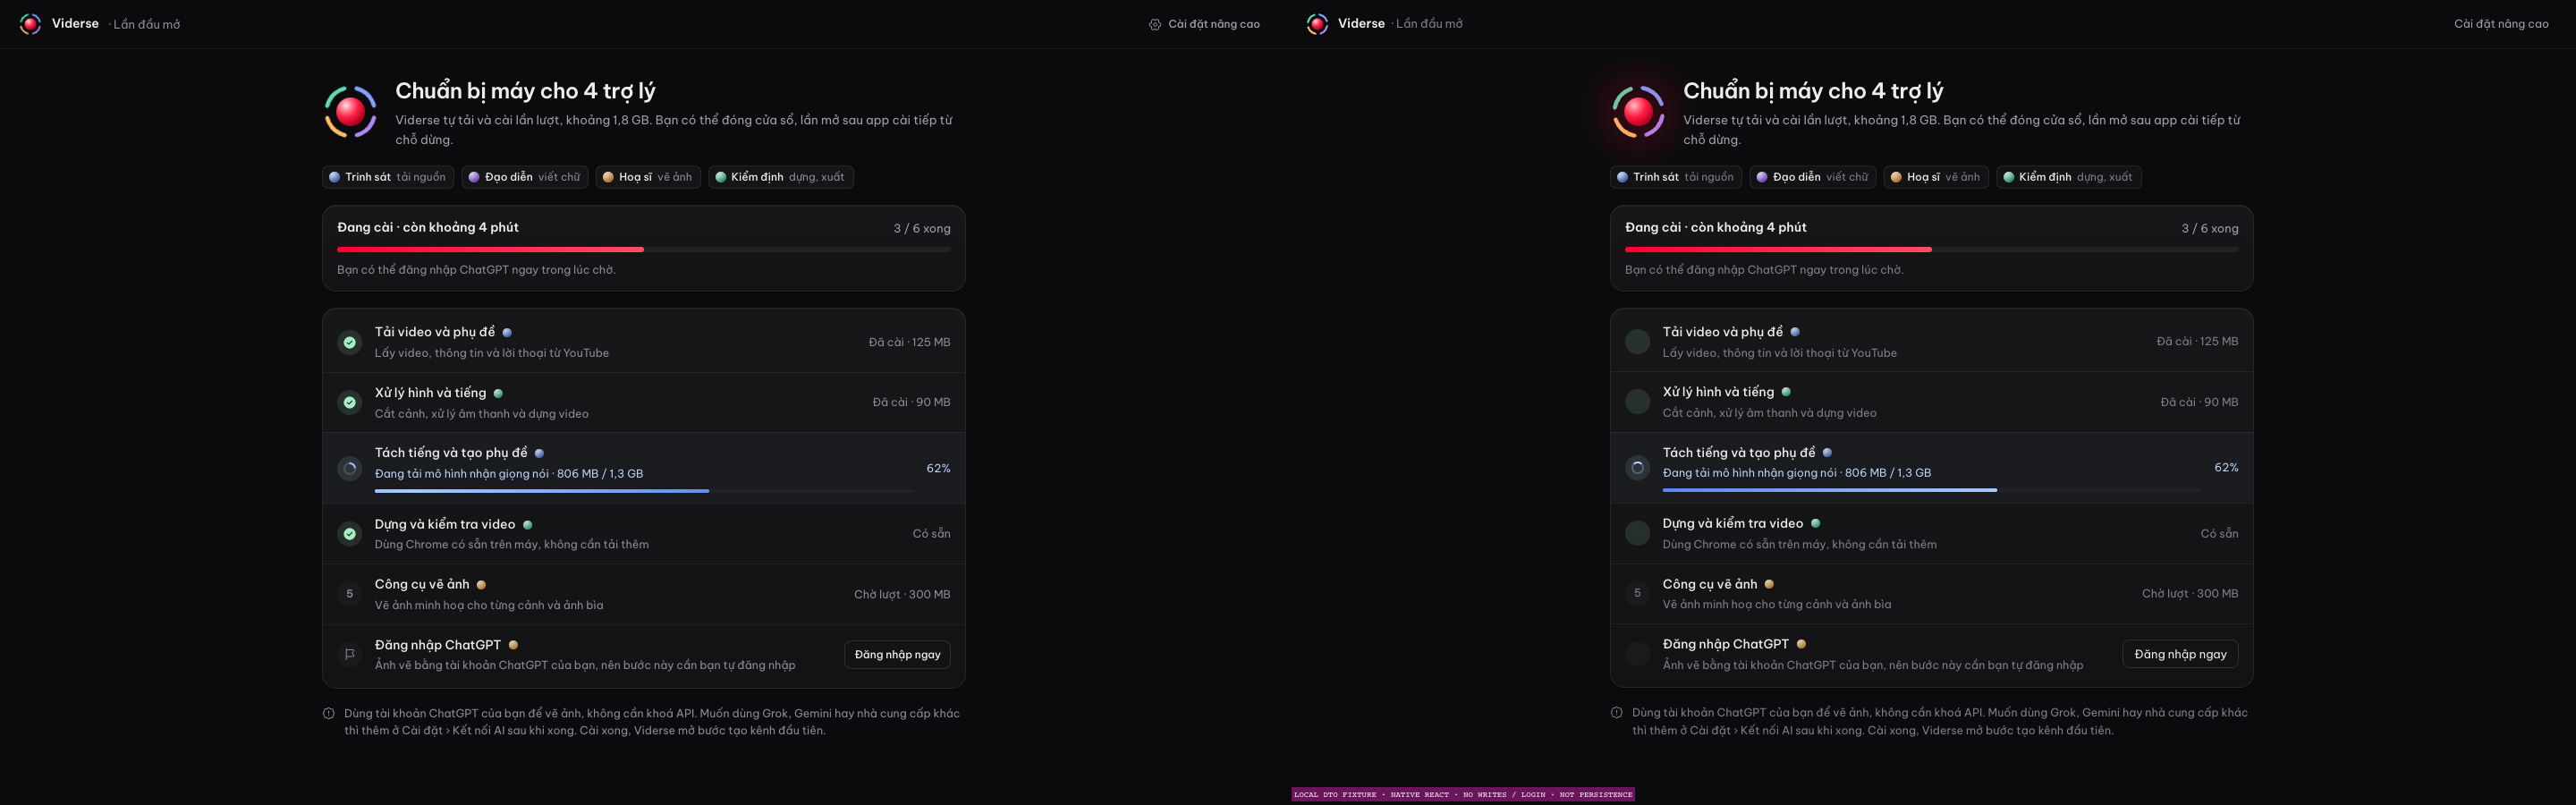 Viderse · Lần đầu mở
Cài đặt nâng cao
Chuẩn bị máy cho 4 trợ lý
Viderse tự tải và cài lần lượt, khoảng 1,8 GB. Bạn có thể đóng cửa sổ, lần mở sau app cài tiếp từ
chỗ dừng.
Trinh sát tải nguồn
Đạo diễn viết chữ
Hoạ sĩ vẽ ảnh
Kiểm định dựng, xuất
Đang cài · còn khoảng 4 phút
3 / 6 xong
Bạn có thể đăng nhập ChatGPT ngay trong lúc chờ.
Tải video và phụ đề
Lấy video, thông tin và lời thoại từ YouTube
Đã cài · 125 MB
Xử lý hình và tiếng
Cắt cảnh, xử lý âm thanh và dựng video
Đã cài · 90 MB
Tách tiếng và tạo phụ đề
Đang tải mô hình nhận giọng nói · 806 MB / 1,3 GB
62%
Dựng và kiểm tra video
Dùng Chrome có sẵn trên máy, không cần tải thêm
Có sẵn
5
Công cụ vẽ ảnh
Vẽ ảnh minh hoạ cho từng cảnh và ảnh bìa
Chờ lượt · 300 MB
Đăng nhập ChatGPT
Ảnh vẽ bằng tài khoản ChatGPT của bạn, nên bước này cần bạn tự đăng nhập
Đăng nhập ngay
Dùng tài khoản ChatGPT của bạn để vẽ ảnh, không cần khoá API. Muốn dùng Grok, Gemini hay nhà cung cấp khác
thì thêm ở Cài đặt › Kết nối AI sau khi xong. Cài xong, Viderse mở bước tạo kênh đầu tiên.
Viderse · Lần đầu mở
Cài đặt nâng cao
Chuẩn bị máy cho 4 trợ lý
Viderse tự tải và cài lần lượt, khoảng 1,8 GB. Bạn có thể đóng cửa sổ, lần mở sau app cài tiếp từ
chỗ dừng.
Trinh sát tải nguồn
Đạo diễn viết chữ
Hoạ sĩ vẽ ảnh
Kiểm định dựng, xuất
Đang cài · còn khoảng 4 phút
3 / 6 xong
Bạn có thể đăng nhập ChatGPT ngay trong lúc chờ.
Tải video và phụ đề
Lấy video, thông tin và lời thoại từ YouTube
Đã cài · 125 MB
Xử lý hình và tiếng
Cắt cảnh, xử lý âm thanh và dựng video
Đã cài · 90 MB
Tách tiếng và tạo phụ đề
Đang tải mô hình nhận giọng nói · 806 MB / 1,3 GB
62%
Dựng và kiểm tra video
Dùng Chrome có sẵn trên máy, không cần tải thêm
Có sẵn
5
Công cụ vẽ ảnh
Vẽ ảnh minh hoạ cho từng cảnh và ảnh bìa
Chờ lượt · 300 MB
Đăng nhập ChatGPT
Ảnh vẽ bằng tài khoản ChatGPT của bạn, nên bước này cần bạn tự đăng nhập
Đăng nhập ngay
Dùng tài khoản ChatGPT của bạn để vẽ ảnh, không cần khoá API. Muốn dùng Grok, Gemini hay nhà cung cấp khác
thì thêm ở Cài đặt › Kết nối AI sau khi xong. Cài xong, Viderse mở bước tạo kênh đầu tiên.
LOCAL DTO FIXTURE · NATIVE REACT · NO WRITES / LOGIN · NOT PERSISTENCE